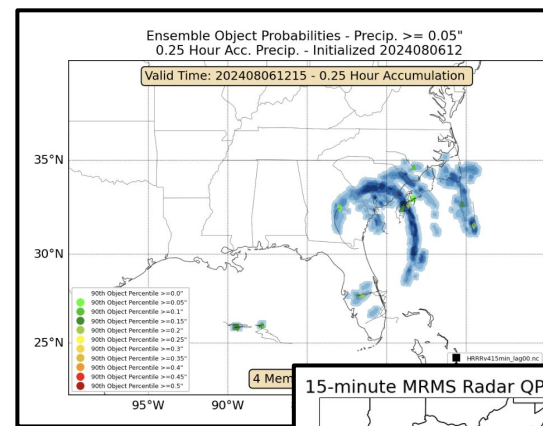 Ensemble Object Probabilities - Precip. >= 0.05"
0.25 Hour Acc. Precip. - Initialized 2024080612
Valid Time: 202408061215 - 0.25 Hour Accumulation
35°N
30°N
25°N
90th Object Percentile >=0.0"
90th Object Percentile >=0.05"
90th Object Percentile >=0.1"
90th Object Percentile >=0.15"
90th Object Percentile >=0.2"
90th Object Percentile >=0.25"
90th Object Percentile >=0.3"
90th Object Percentile >=0.35"
90th Object Percentile >=0.4"
90th Object Percentile >=0.45"
90th Object Percentile >=0.5"
HRRRv415min_lag00.nc
4 Mem
95°W
90°W
15-minute MRMS Radar QP